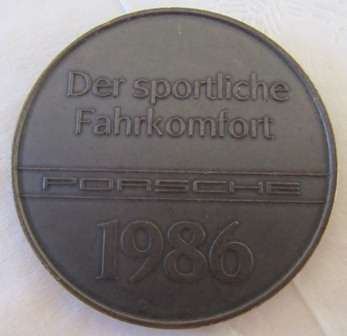 Der sportliche
Fahrkomfort
PORSCHE
1986